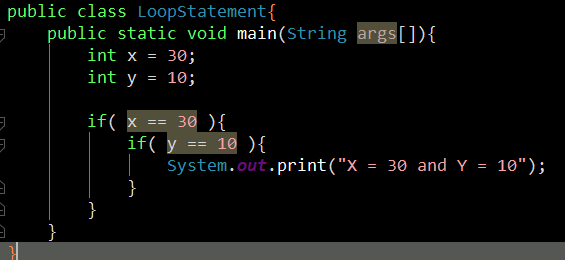 public class LoopStatement{
    public static void main(String args[]){
        int x = 30;
        int y = 10;

        if( x == 30 ){
            if( y == 10 ){
                System.out.print("X = 30 and Y = 10");
            }
        }
    }
}